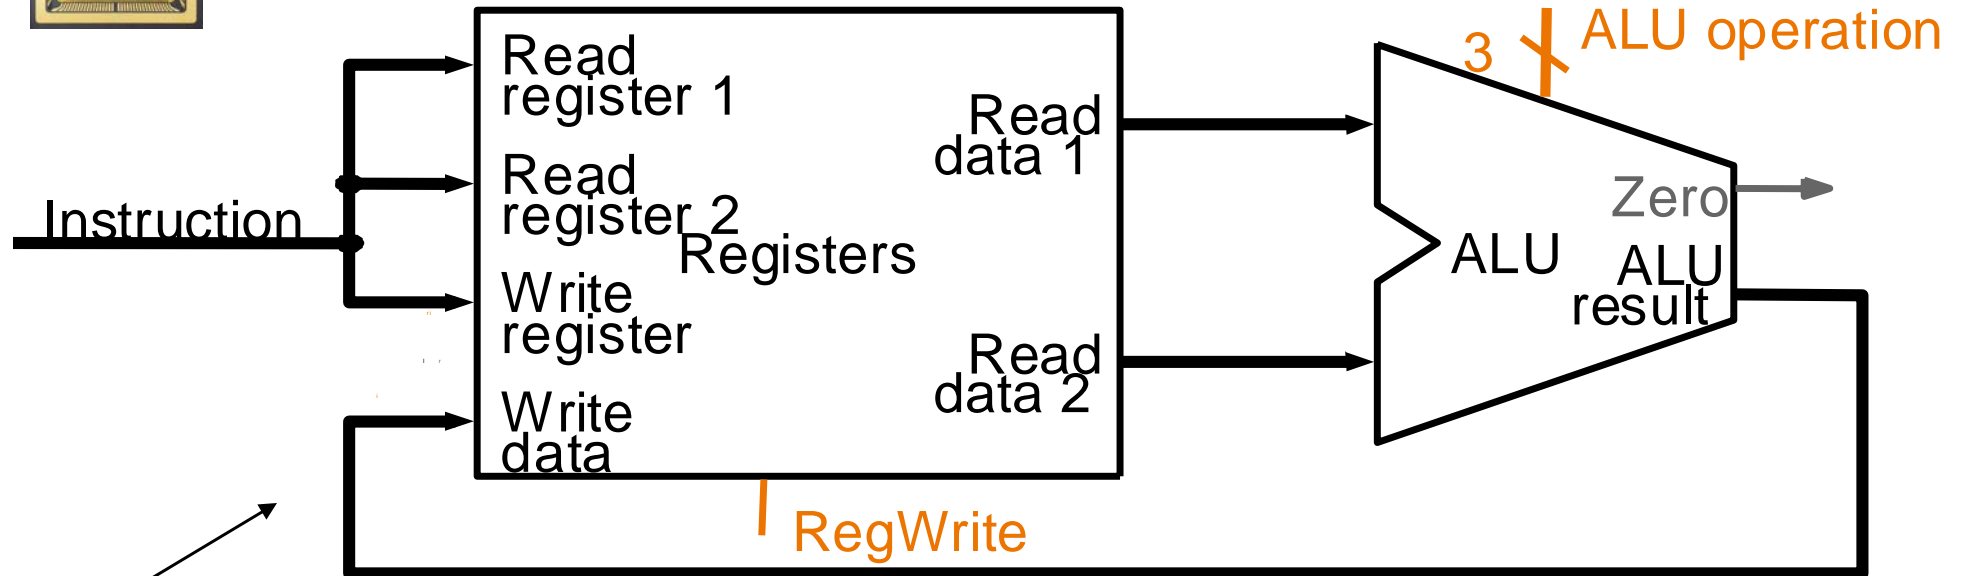 Instruction
Read
register 1
Read
register 2
Write
register
Write
data
Registers
Read
data 1
Read
data 2
RegWrite
3
ALU operation
Zero
ALU
ALU
result